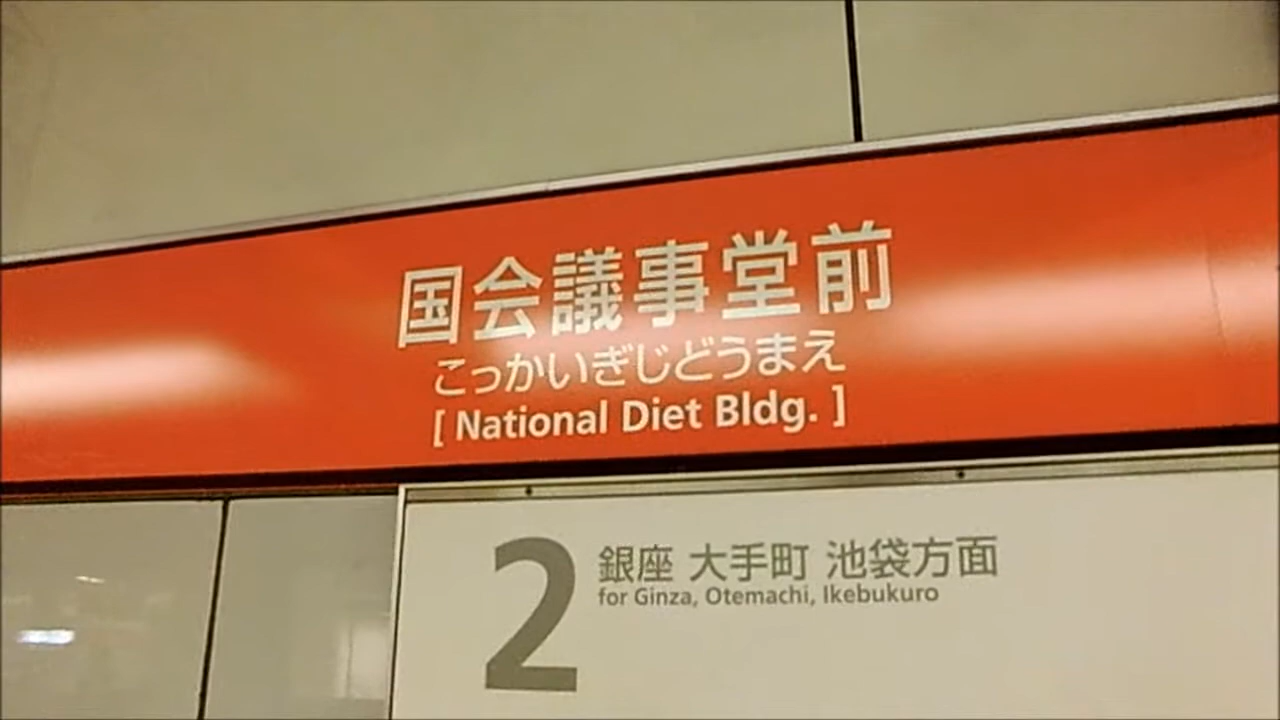 国会議事堂前
こっかいぎじどうまえ
[ National Diet Bldg. ]
2
銀座 大手町 池袋方面
for Ginza, Otemachi, Ikebukuro